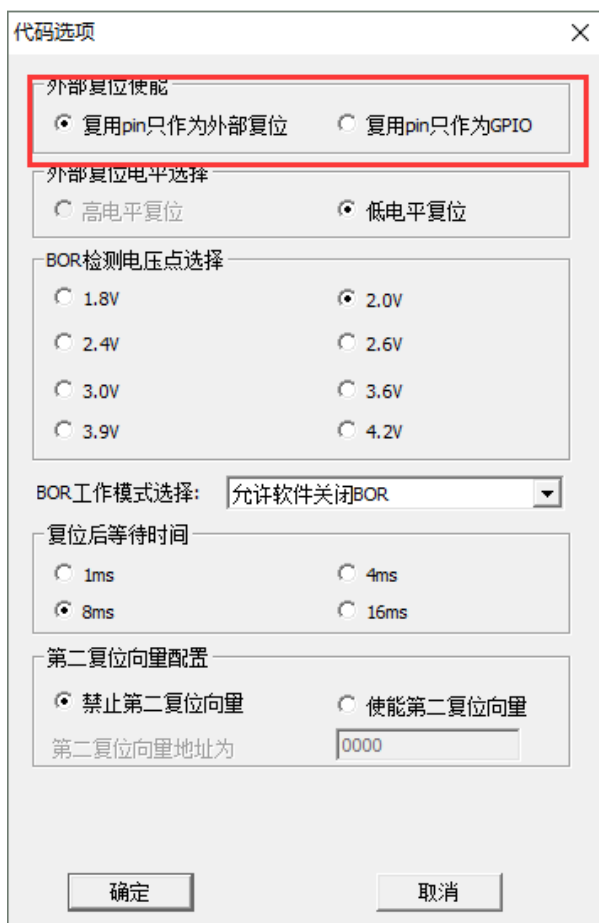 代码选项
外部复位使能
复用pin只作为外部复位 复用pin只作为GPIO
外部复位电平选择
高电平复位 低电平复位
BOR检测电压点选择
1.8V 2.0V
2.4V 2.6V
3.0V 3.6V
3.9V 4.2V
BOR工作模式选择: 允许软件关闭BOR
复位后等待时间
1ms 4ms
8ms 16ms
第二复位向量配置
禁止第二复位向量 使能第二复位向量
第二复位向量地址为 0000
确定 取消